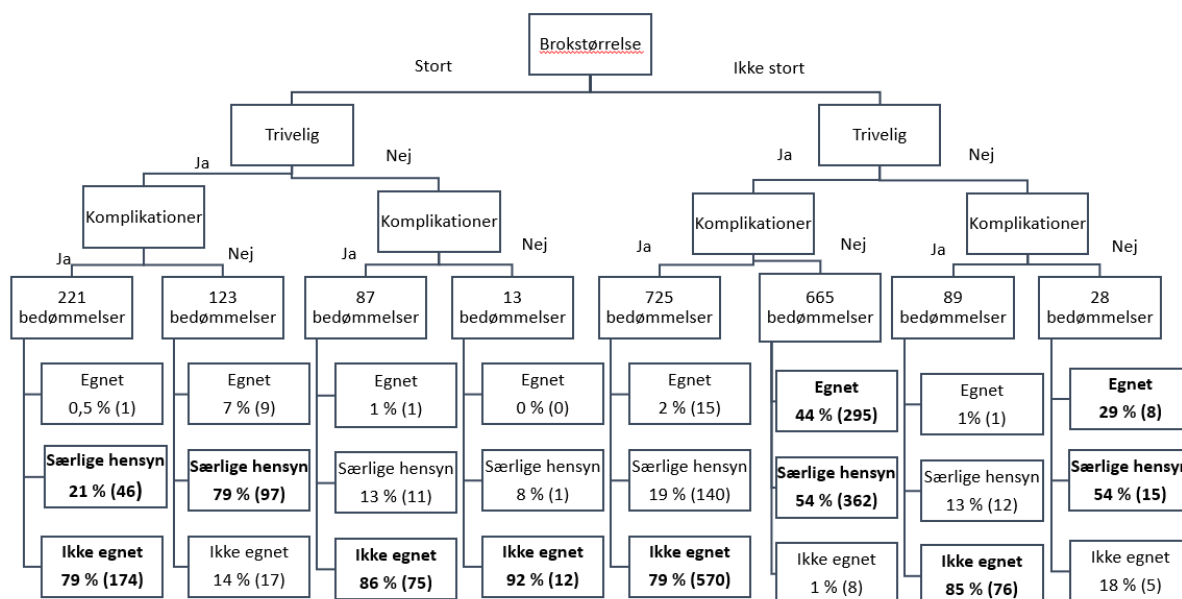 Brokstørrelse
Stort
Ikke stort
Trivelig
Trivelig
Ja
Nej
Ja
Nej
Komplikationer
Komplikationer
Komplikationer
Komplikationer
Ja
Nej
Ja
Nej
Ja
Nej
Ja
Nej
221
bedømmelser
123
bedømmelser
87
bedømmelser
13
bedømmelser
725
bedømmelser
665
bedømmelser
89
bedømmelser
28
bedømmelser
Egnet
0,5 % (1)
Egnet
7 % (9)
Egnet
1 % (1)
Egnet
0 % (0)
Egnet
2 % (15)
Egnet
44 % (295)
Egnet
1% (1)
Egnet
29 % (8)
Særlige hensyn
21 % (46)
Særlige hensyn
79 % (97)
Særlige hensyn
13 % (11)
Særlige hensyn
8 % (1)
Særlige hensyn
19 % (140)
Særlige hensyn
54 % (362)
Særlige hensyn
13 % (12)
Særlige hensyn
54 % (15)
Ikke egnet
79 % (174)
Ikke egnet
14 % (17)
Ikke egnet
86 % (75)
Ikke egnet
92 % (12)
Ikke egnet
79 % (570)
Ikke egnet
1 % (8)
Ikke egnet
85 % (76)
Ikke egnet
18 % (5)